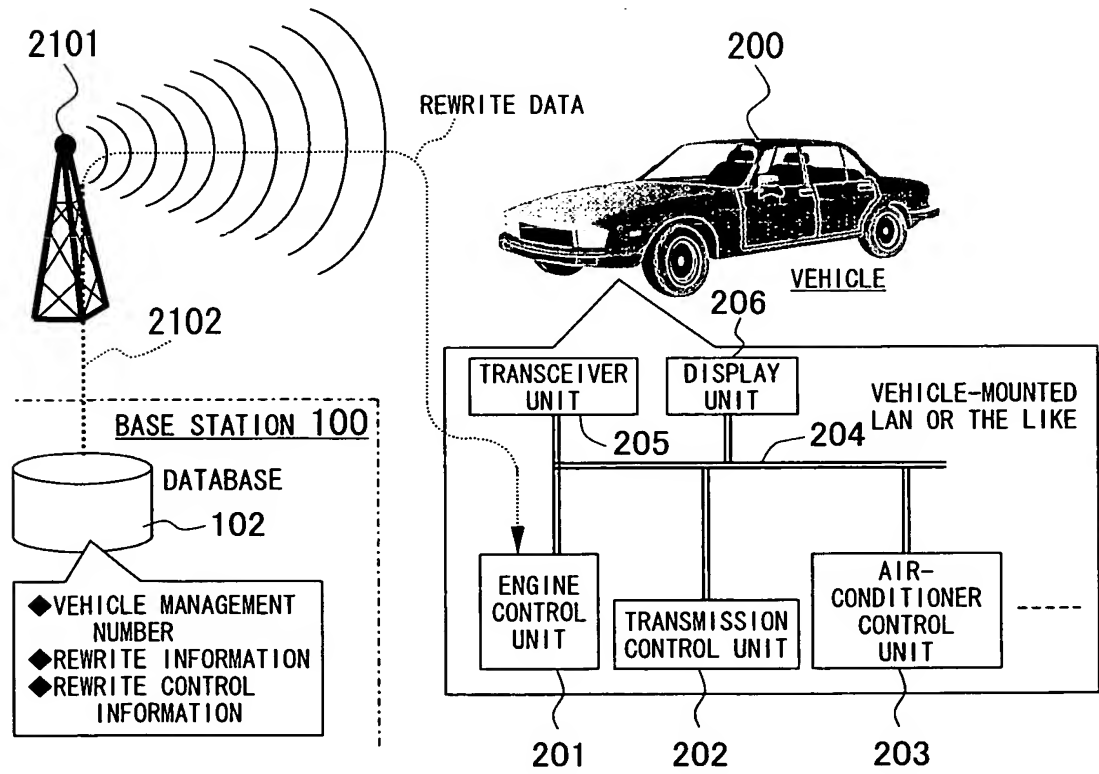 2101
200
REWRITE DATA
VEHICLE
2102
206
TRANSCEIVER
UNIT
DISPLAY
UNIT
VEHICLE-MOUNTED
LAN OR THE LIKE
205
204
BASE STATION 100
DATABASE
102
◆VEHICLE MANAGEMENT
NUMBER
◆REWRITE INFORMATION
◆REWRITE CONTROL
INFORMATION
ENGINE
CONTROL
UNIT
TRANSMISSION
CONTROL UNIT
AIR-
CONDITIONER
CONTROL
UNIT
201
202
203